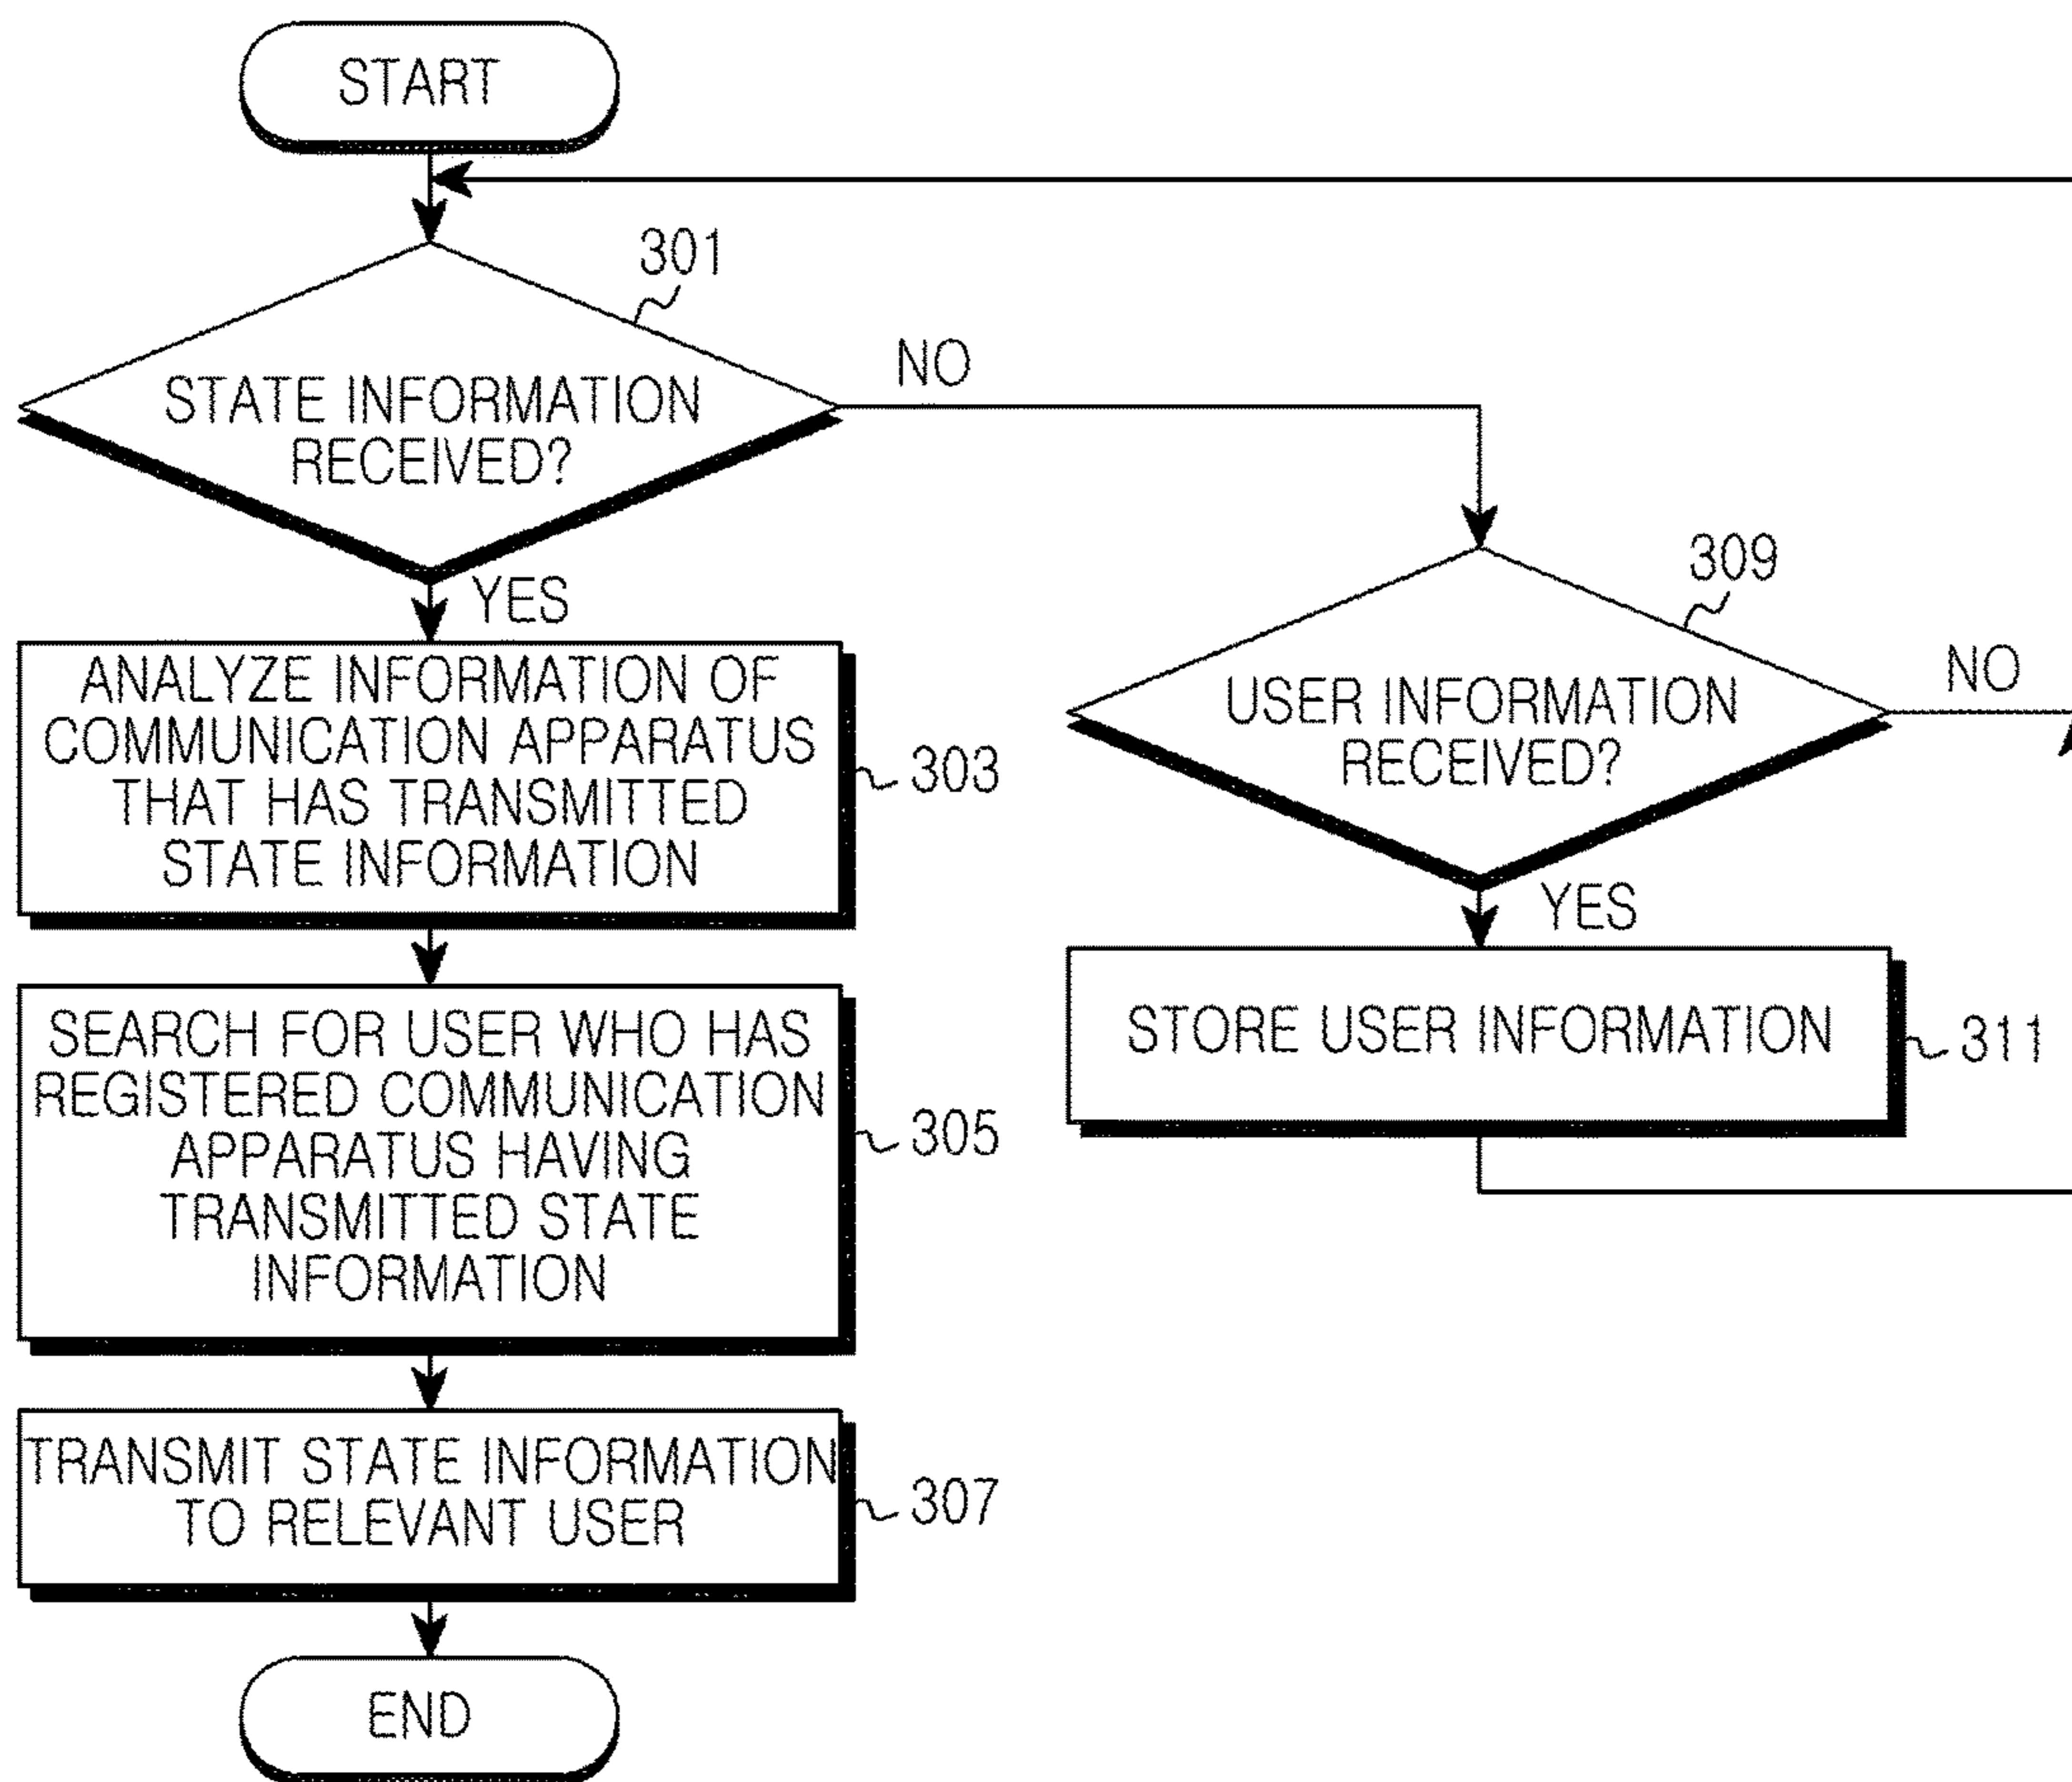 START
301
STATE INFORMATION
RECEIVED?
NO
YES
ANALYZE INFORMATION OF
COMMUNICATION APPARATUS
THAT HAS TRANSMITTED
STATE INFORMATION
303
SEARCH FOR USER WHO HAS
REGISTERED COMMUNICATION
APPARATUS HAVING
TRANSMITTED STATE
INFORMATION
305
TRANSMIT STATE INFORMATION
TO RELEVANT USER
307
END
309
USER INFORMATION
RECEIVED?
NO
YES
STORE USER INFORMATION
311